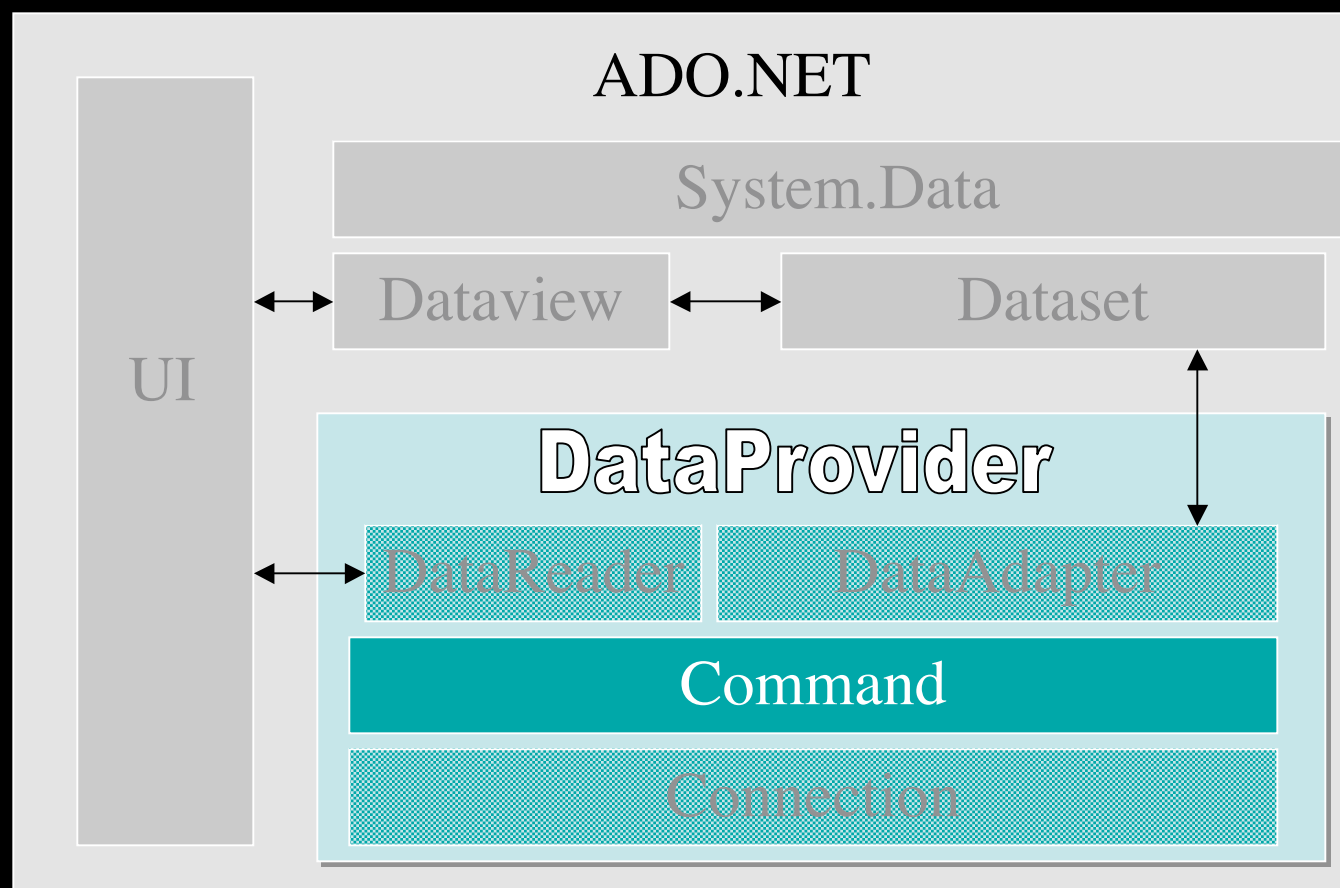 ADO.NET
System.Data
Dataview
Dataset
UI
DataProvider
DataReader
DataAdapter
Command
Connection